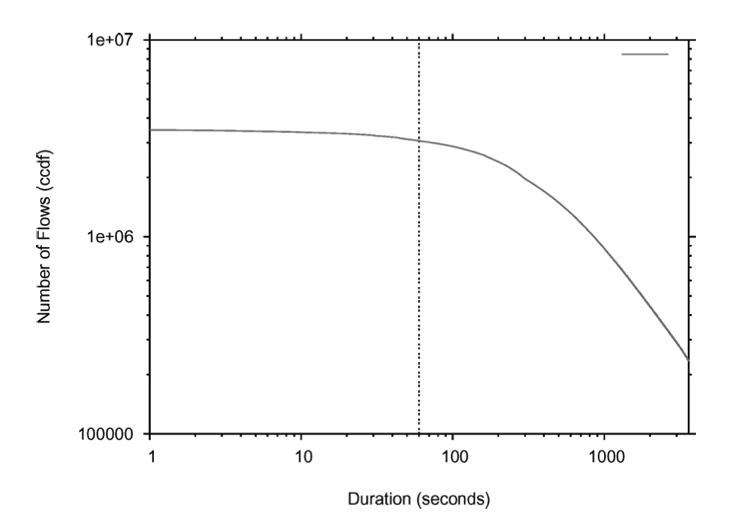 1e+07
1e+06
100000
Number of Flows (ccdf)
1 10 100 1000
Duration (seconds)